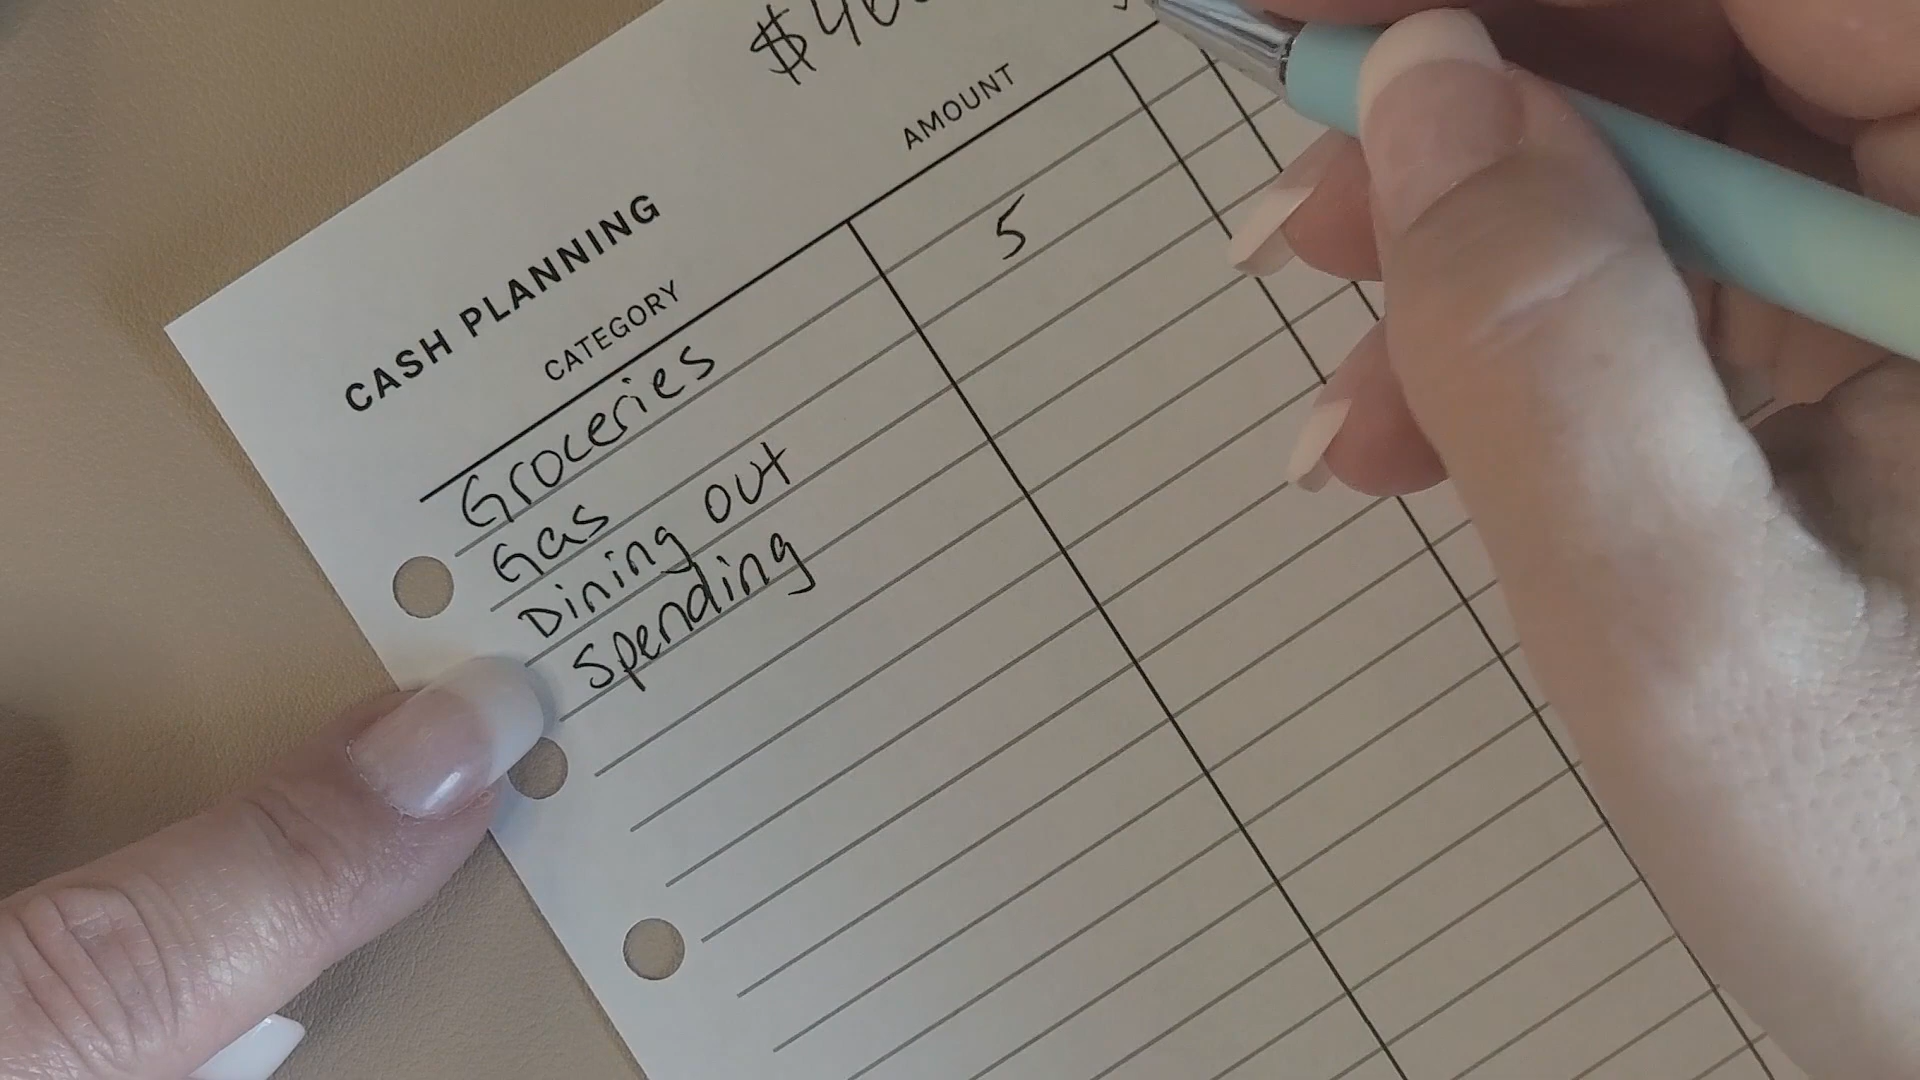 CASH PLANNING
CATEGORY AMOUNT
Groceries
Gas 5
Dining out
Spending